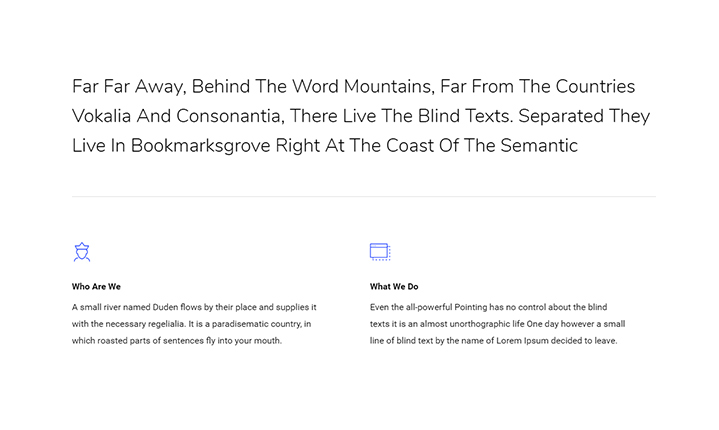 Far Far Away, Behind The Word Mountains, Far From The Countries
Vokalia And Consonantia, There Live The Blind Texts. Separated They
Live In Bookmarksgrove Right At The Coast Of The Semantic
Who Are We
A small river named Duden flows by their place and supplies it
with the necessary regelialia. It is a paradisematic country, in
which roasted parts of sentences fly into your mouth.
What We Do
Even the all-powerful Pointing has no control about the blind
texts it is an almost unorthographic life One day however a small
line of blind text by the name of Lorem Ipsum decided to leave.